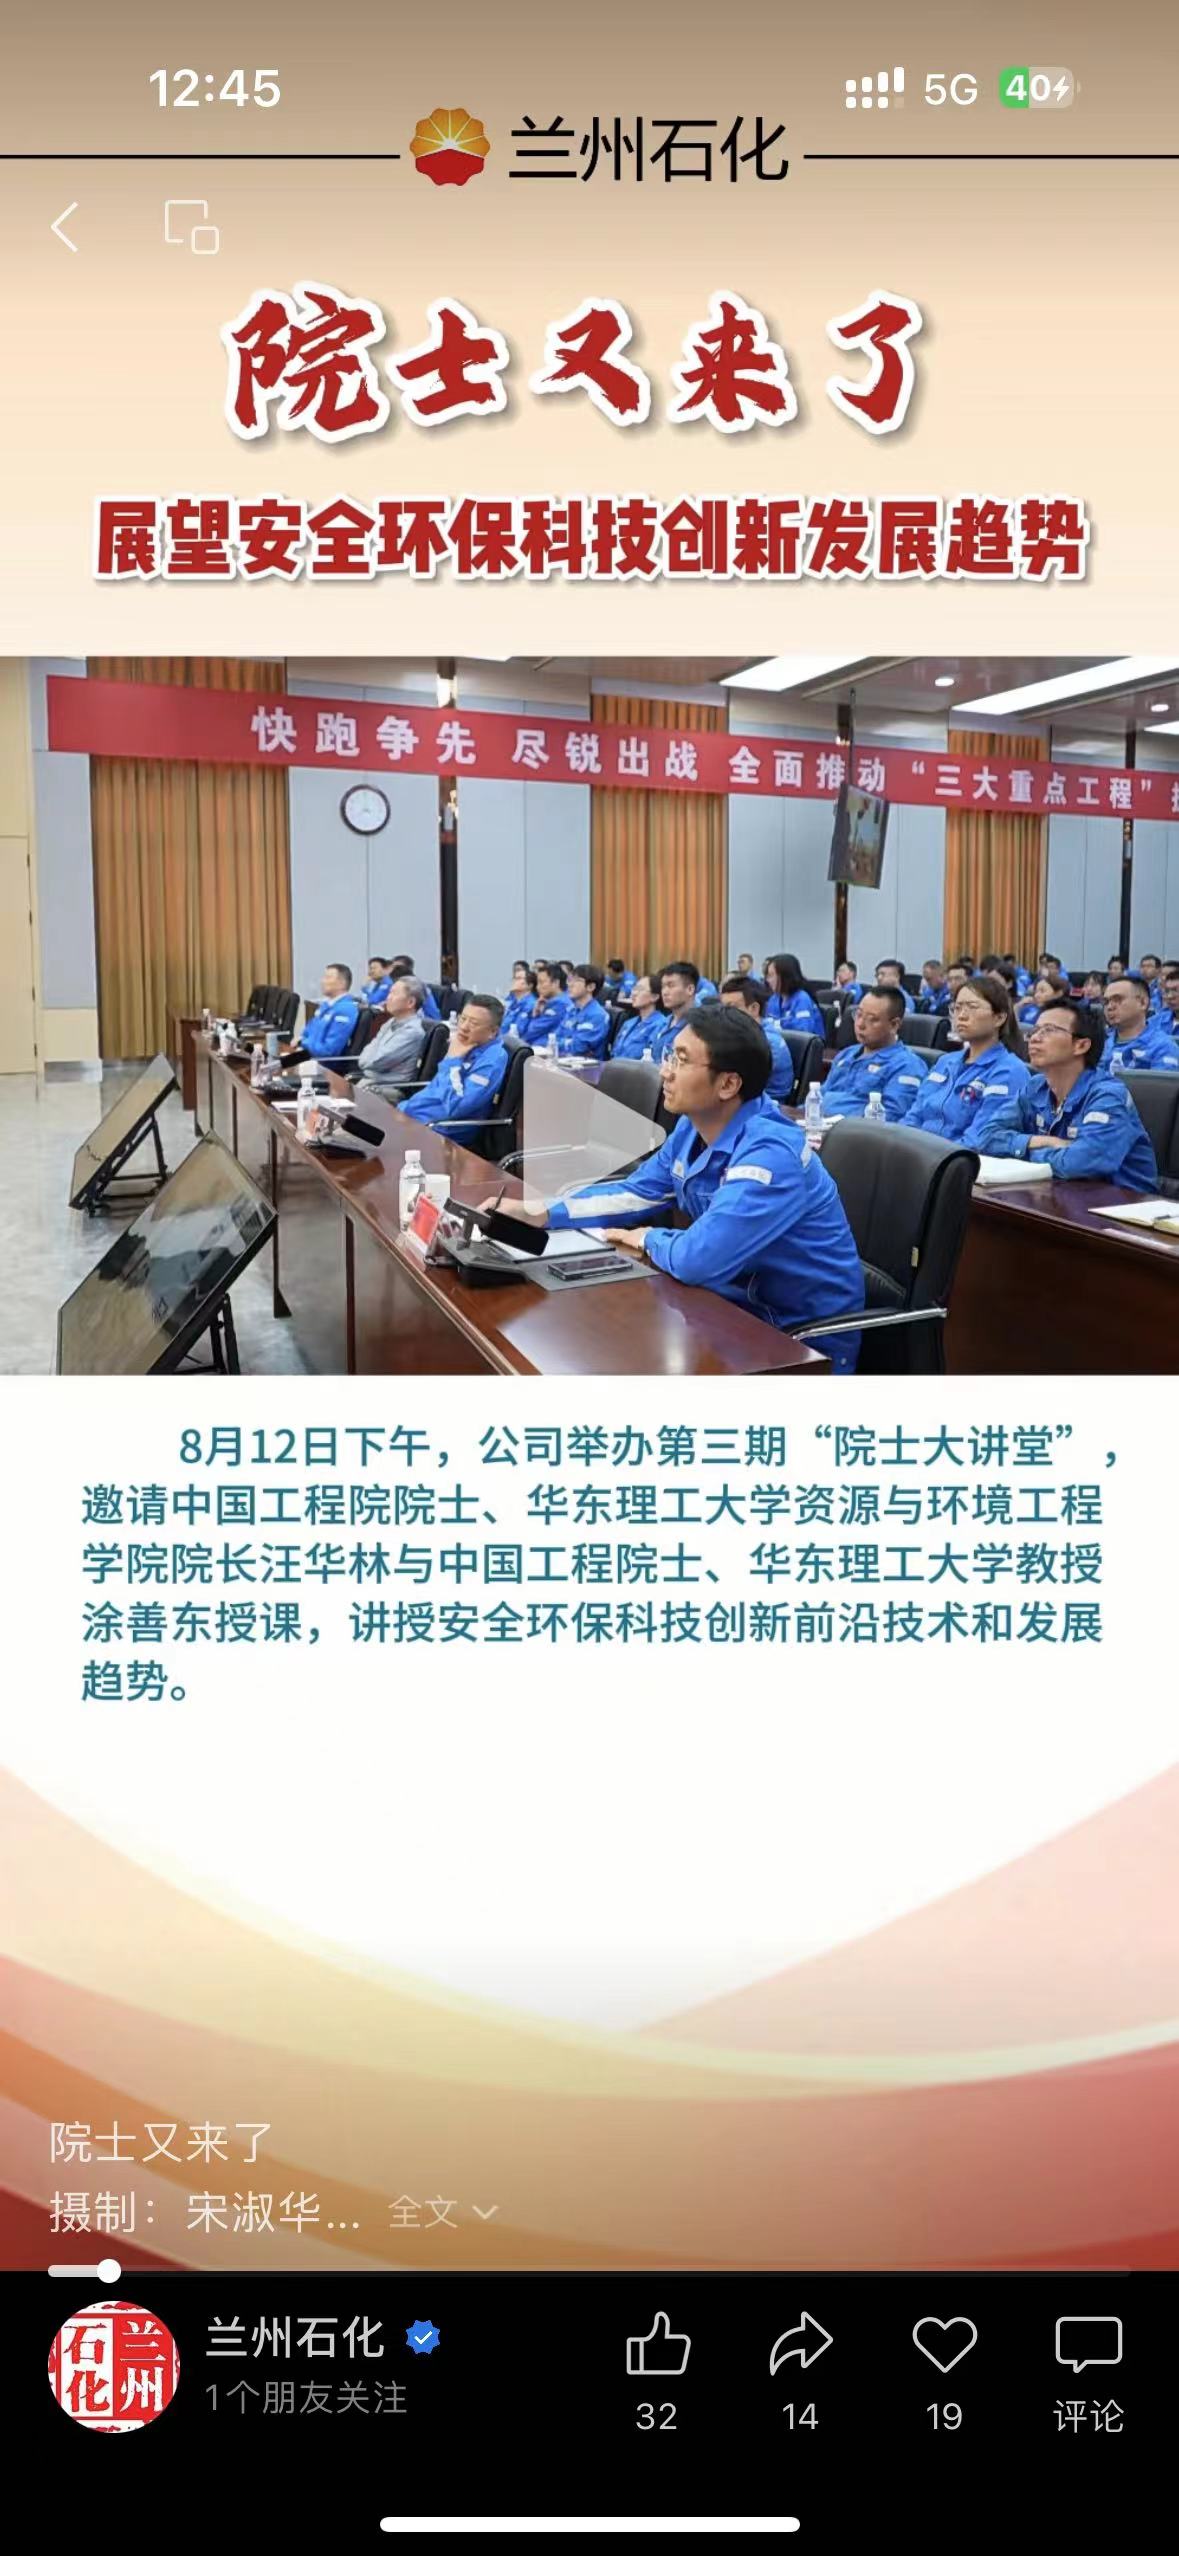 12:45
5G 40
兰州石化
院士又来了
展望安全环保科技创新发展趋势
快跑争先 尽锐出战 全面推动“三大重点工程”
8月12日下午，公司举办第三期“院士大讲堂”，
邀请中国工程院院士、华东理工大学资源与环境工程
学院院长汪华林与中国工程院士、华东理工大学教授
涂善东授课，讲授安全环保科技创新前沿技术和发展
趋势。
院士又来了
摄制：宋淑华... 全文
兰州石化
兰州石化
1个朋友关注
32
14
19
评论